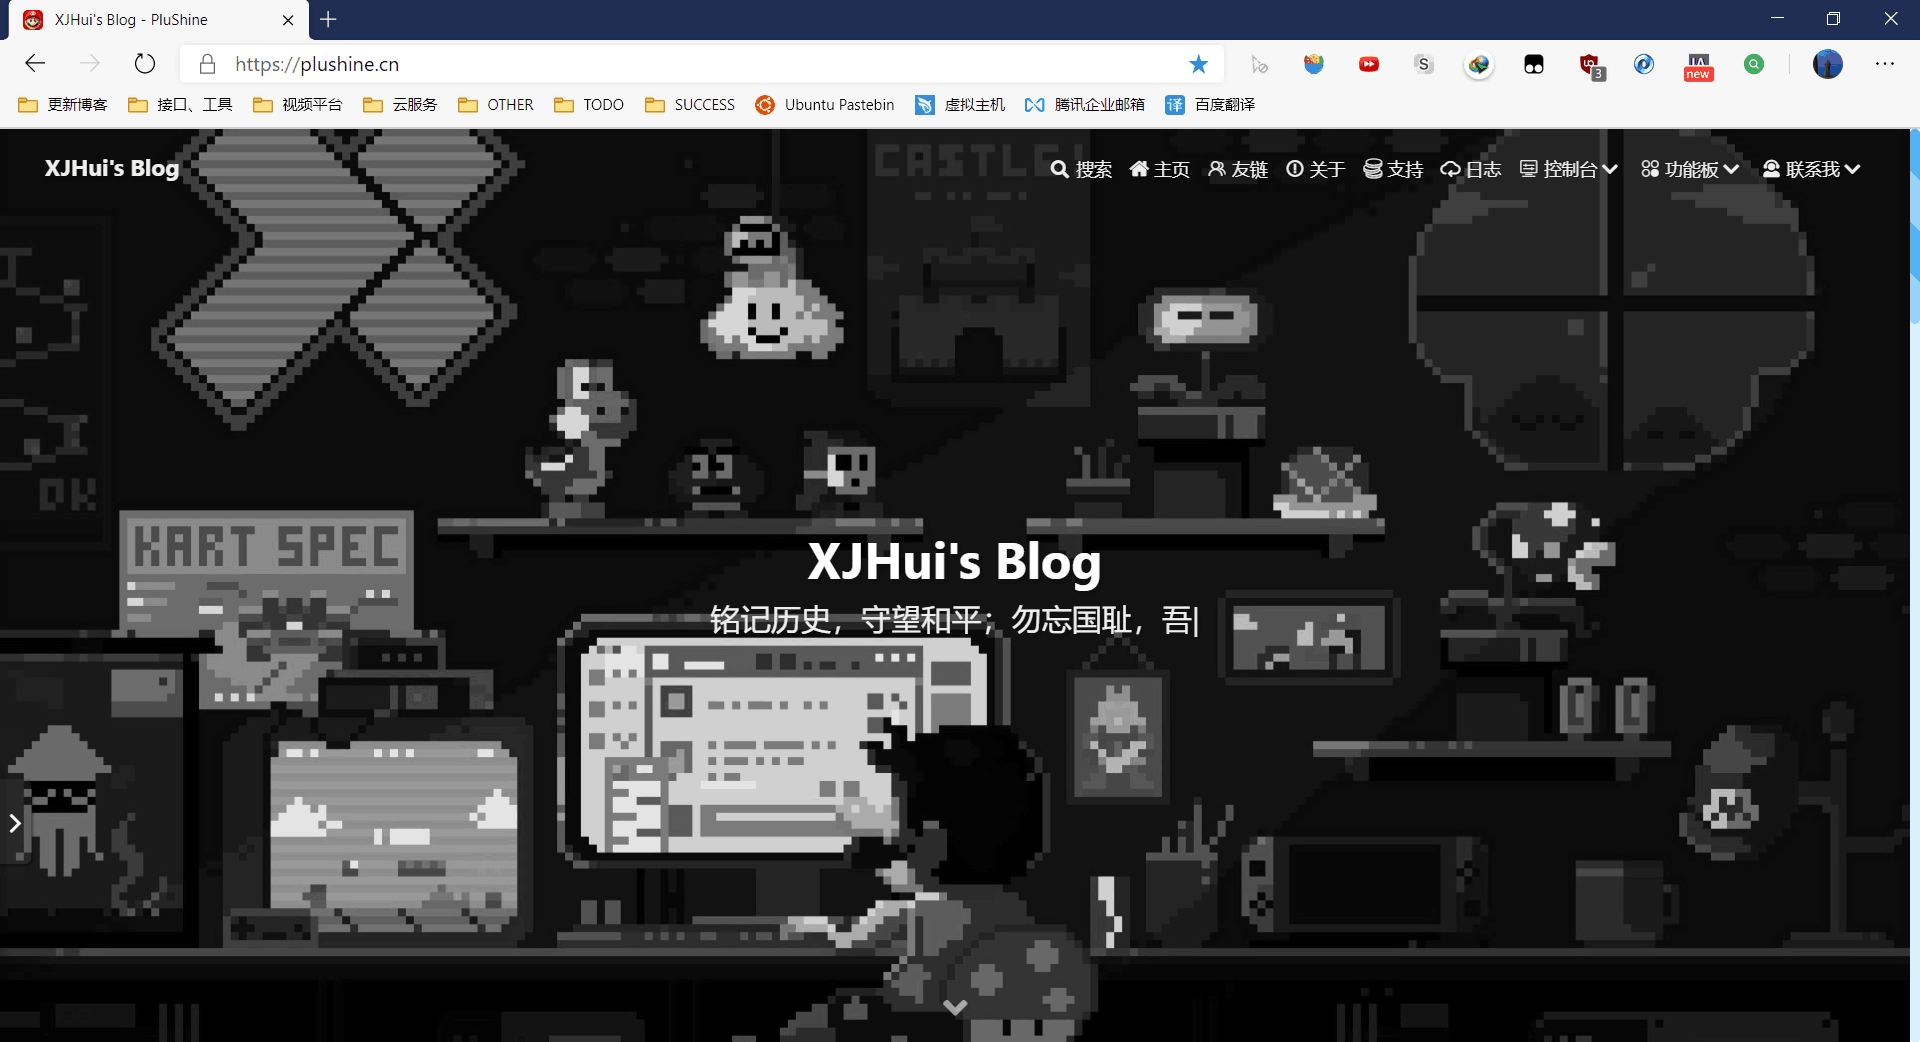 XJHui's Blog - PluShine
https://plushine.cn
更新博客 接口、工具 视频平台 云服务 OTHER TODO SUCCESS Ubuntu Pastebin 虚拟主机 腾讯企业邮箱 译 百度翻译
S
3
new
XJHui's Blog
搜索 主页 友链 关于 支持 日志 控制台 功能板 联系我
CASTLE!
OK
KART SPEC
XJHui's Blog
铭记历史，守望和平；勿忘国耻，吾|